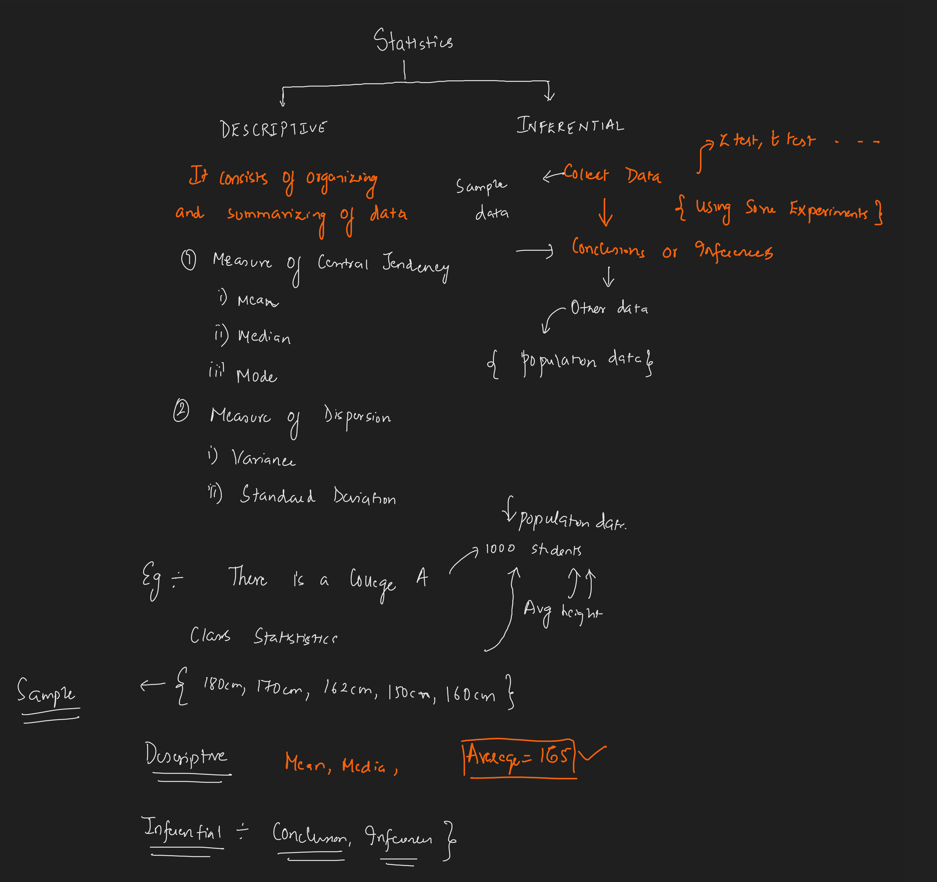 Statistics
DESCRIPTIVE
It consists of organizing
and summarizing of data
① Measure of Central Tendency
i) Mean
ii) Median
iii) Mode
② Measure of Dispersion
i) Variance
ii) Standard Deviation
INFERENTIAL
Z test, t test - - -
Sample
data
Collect Data
{ Using Some Experiments }
Conclusions or Inferences
Other data
{ population data }
population data
1000 students
Eg ÷ There is a College A
Avg height
Class Statististics
Sample
{ 180cm, 170cm, 162cm, 150cm, 160cm }
Descriptive Mean, Media, Average = 165 ✓
Inferential ÷ Conclusion, Inferences }